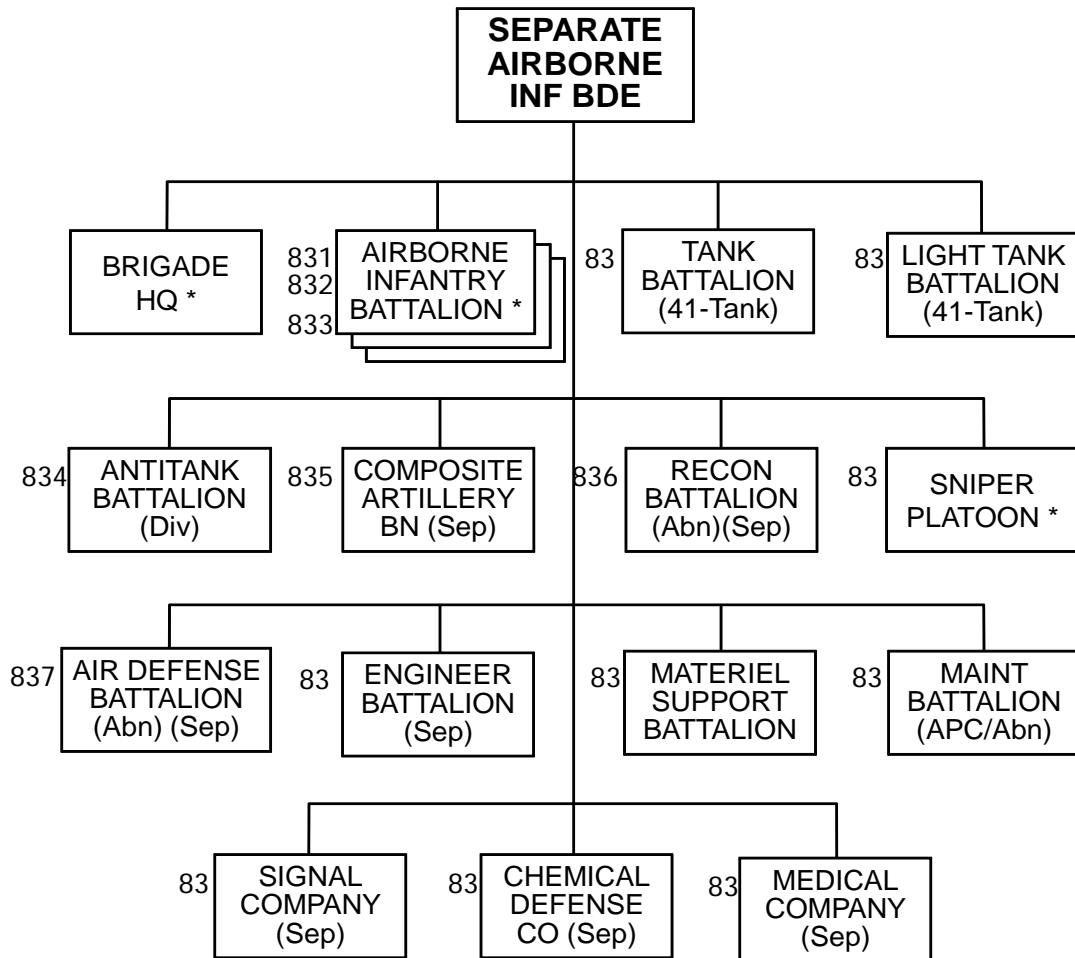 SEPARATE
AIRBORNE
INF BDE
BRIGADE
HQ *
831
832
833
AIRBORNE
INFANTRY
BATTALION *
83
TANK
BATTALION
(41-Tank)
83
LIGHT TANK
BATTALION
(41-Tank)
834
ANTITANK
BATTALION
(Div)
835
COMPOSITE
ARTILLERY
BN (Sep)
836
RECON
BATTALION
(Abn)(Sep)
83
SNIPER
PLATOON *
837
AIR DEFENSE
BATTALION
(Abn) (Sep)
83
ENGINEER
BATTALION
(Sep)
83
MATERIEL
SUPPORT
BATTALION
83
MAINT
BATTALION
(APC/Abn)
83
SIGNAL
COMPANY
(Sep)
83
CHEMICAL
DEFENSE
CO (Sep)
83
MEDICAL
COMPANY
(Sep)